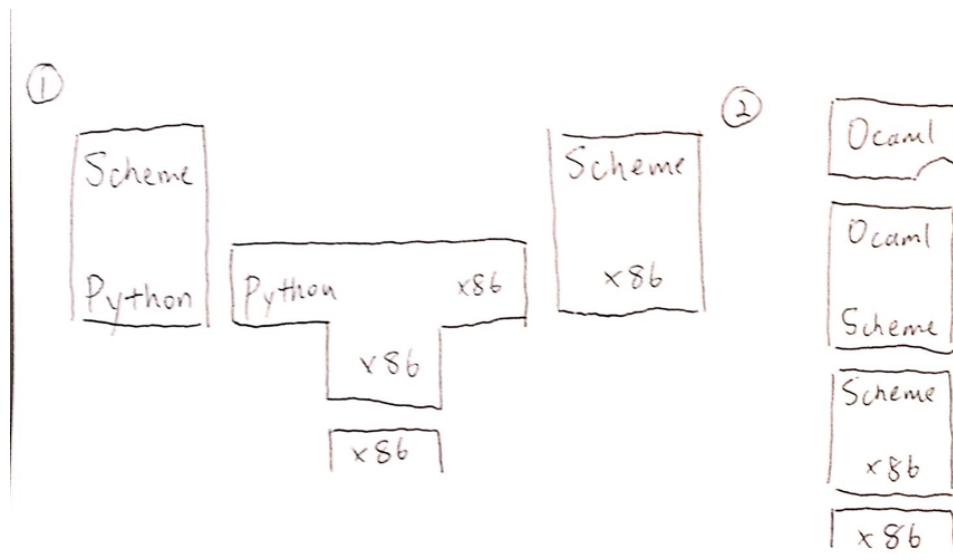 ①
Scheme
Python
Python x86
x86
x86
Scheme
x86
②
Ocaml
Ocaml
Scheme
Scheme
x86
x86